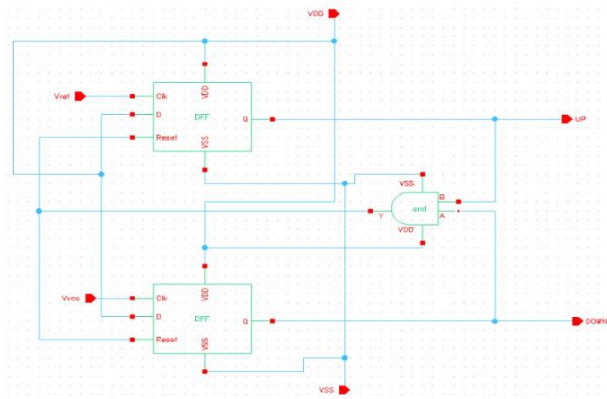 VDD
Vref
Clk
VDD
D
DFF
Q
UP
Reset
VSS
VSS
B
and
Y
A
VDD
Vvco
Clk
VDD
D
DFF
Q
DOWN
Reset
VSS
VSS